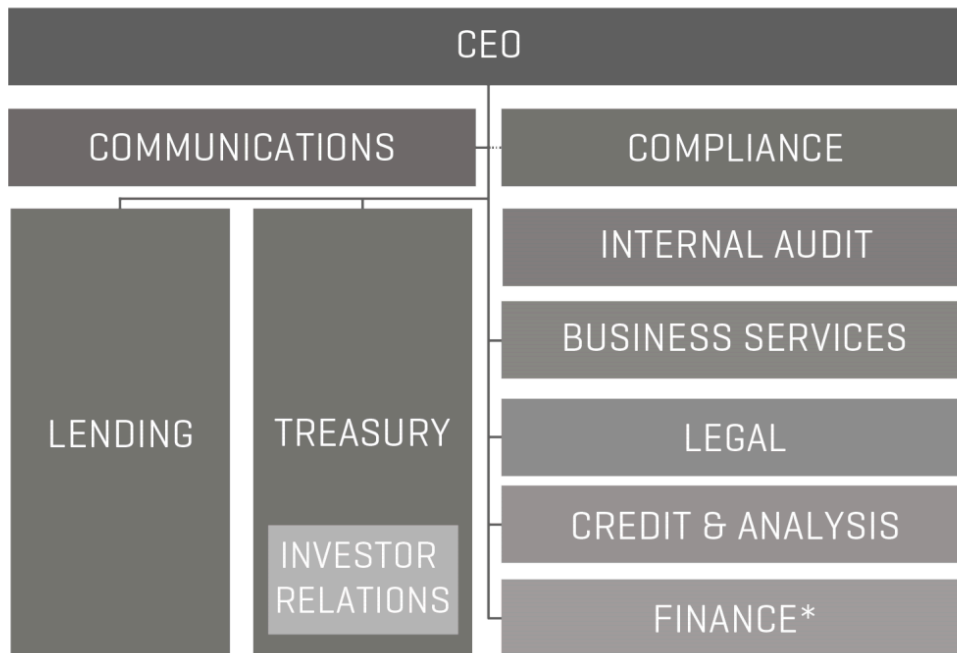 CEO
COMMUNICATIONS
COMPLIANCE
INTERNAL AUDIT
BUSINESS SERVICES
LENDING
TREASURY
LEGAL
CREDIT & ANALYSIS
INVESTOR
RELATIONS
FINANCE*